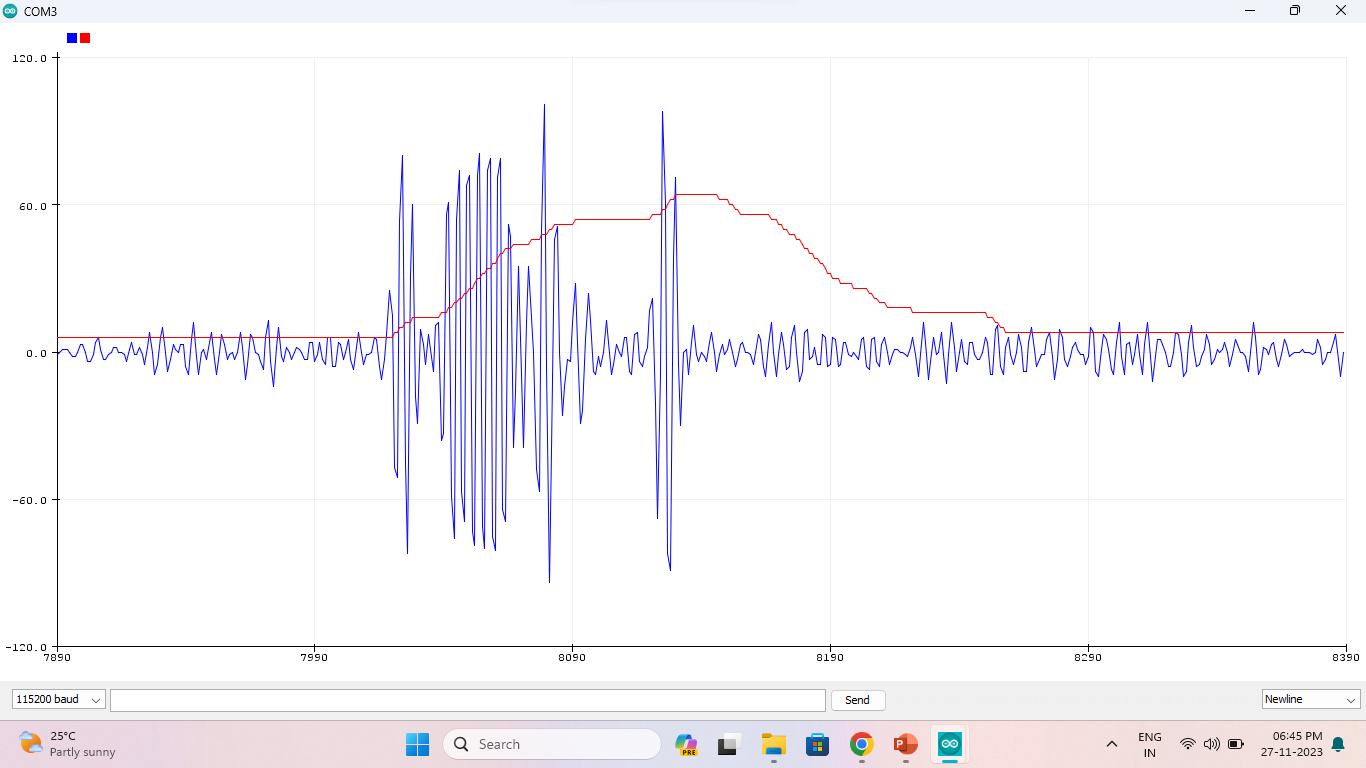 COM3
120.0
60.0
0.0
-60.0
-120.0
7890 7990 8090 8190 8290 8390
115200 baud Send Newline
25°C
Partly sunny
Search
PRE
P
ENG
IN
06:45 PM
27-11-2023